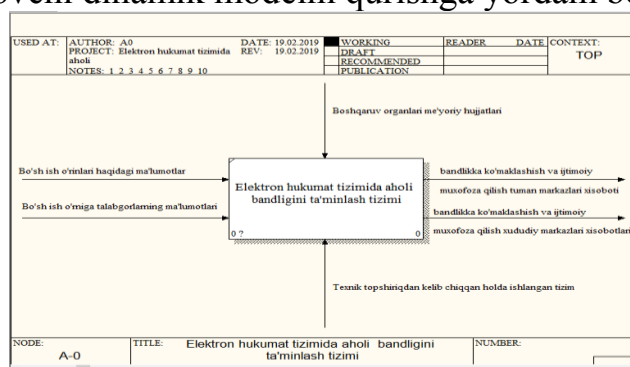 USED AT:
AUTHOR: A0
DATE: 19.02.2019
PROJECT: Elektron hukumat tizimida
REV: 19.02.2019
aholi
NOTES: 1 2 3 4 5 6 7 8 9 10
WORKING
DRAFT
RECOMMENDED
PUBLICATION
READER DATE
CONTEXT:
TOP
Boshqaruv organlari me'yoriy hujjatlari
Bo'sh ish o'rinlari haqidagi ma'lumotlar
Bo'sh ish o'rniga talabgorlarning ma'lumotlari
Elektron hukumat tizimida aholi
bandligini ta'minlash tizimi
0 ?
0
bandlikka ko'maklashish va ijtimoiy
muxofoza qilish tuman markazlari xisoboti
bandlikka ko'maklashish va ijtimoiy
muxofoza qilish xududiy markazlari xisobotlari
Texnik topshiriqdan kelib chiqqan holda ishlangan tizim
NODE:
A-0
TITLE:
Elektron hukumat tizimida aholi bandligini
ta'minlash tizimi
NUMBER: